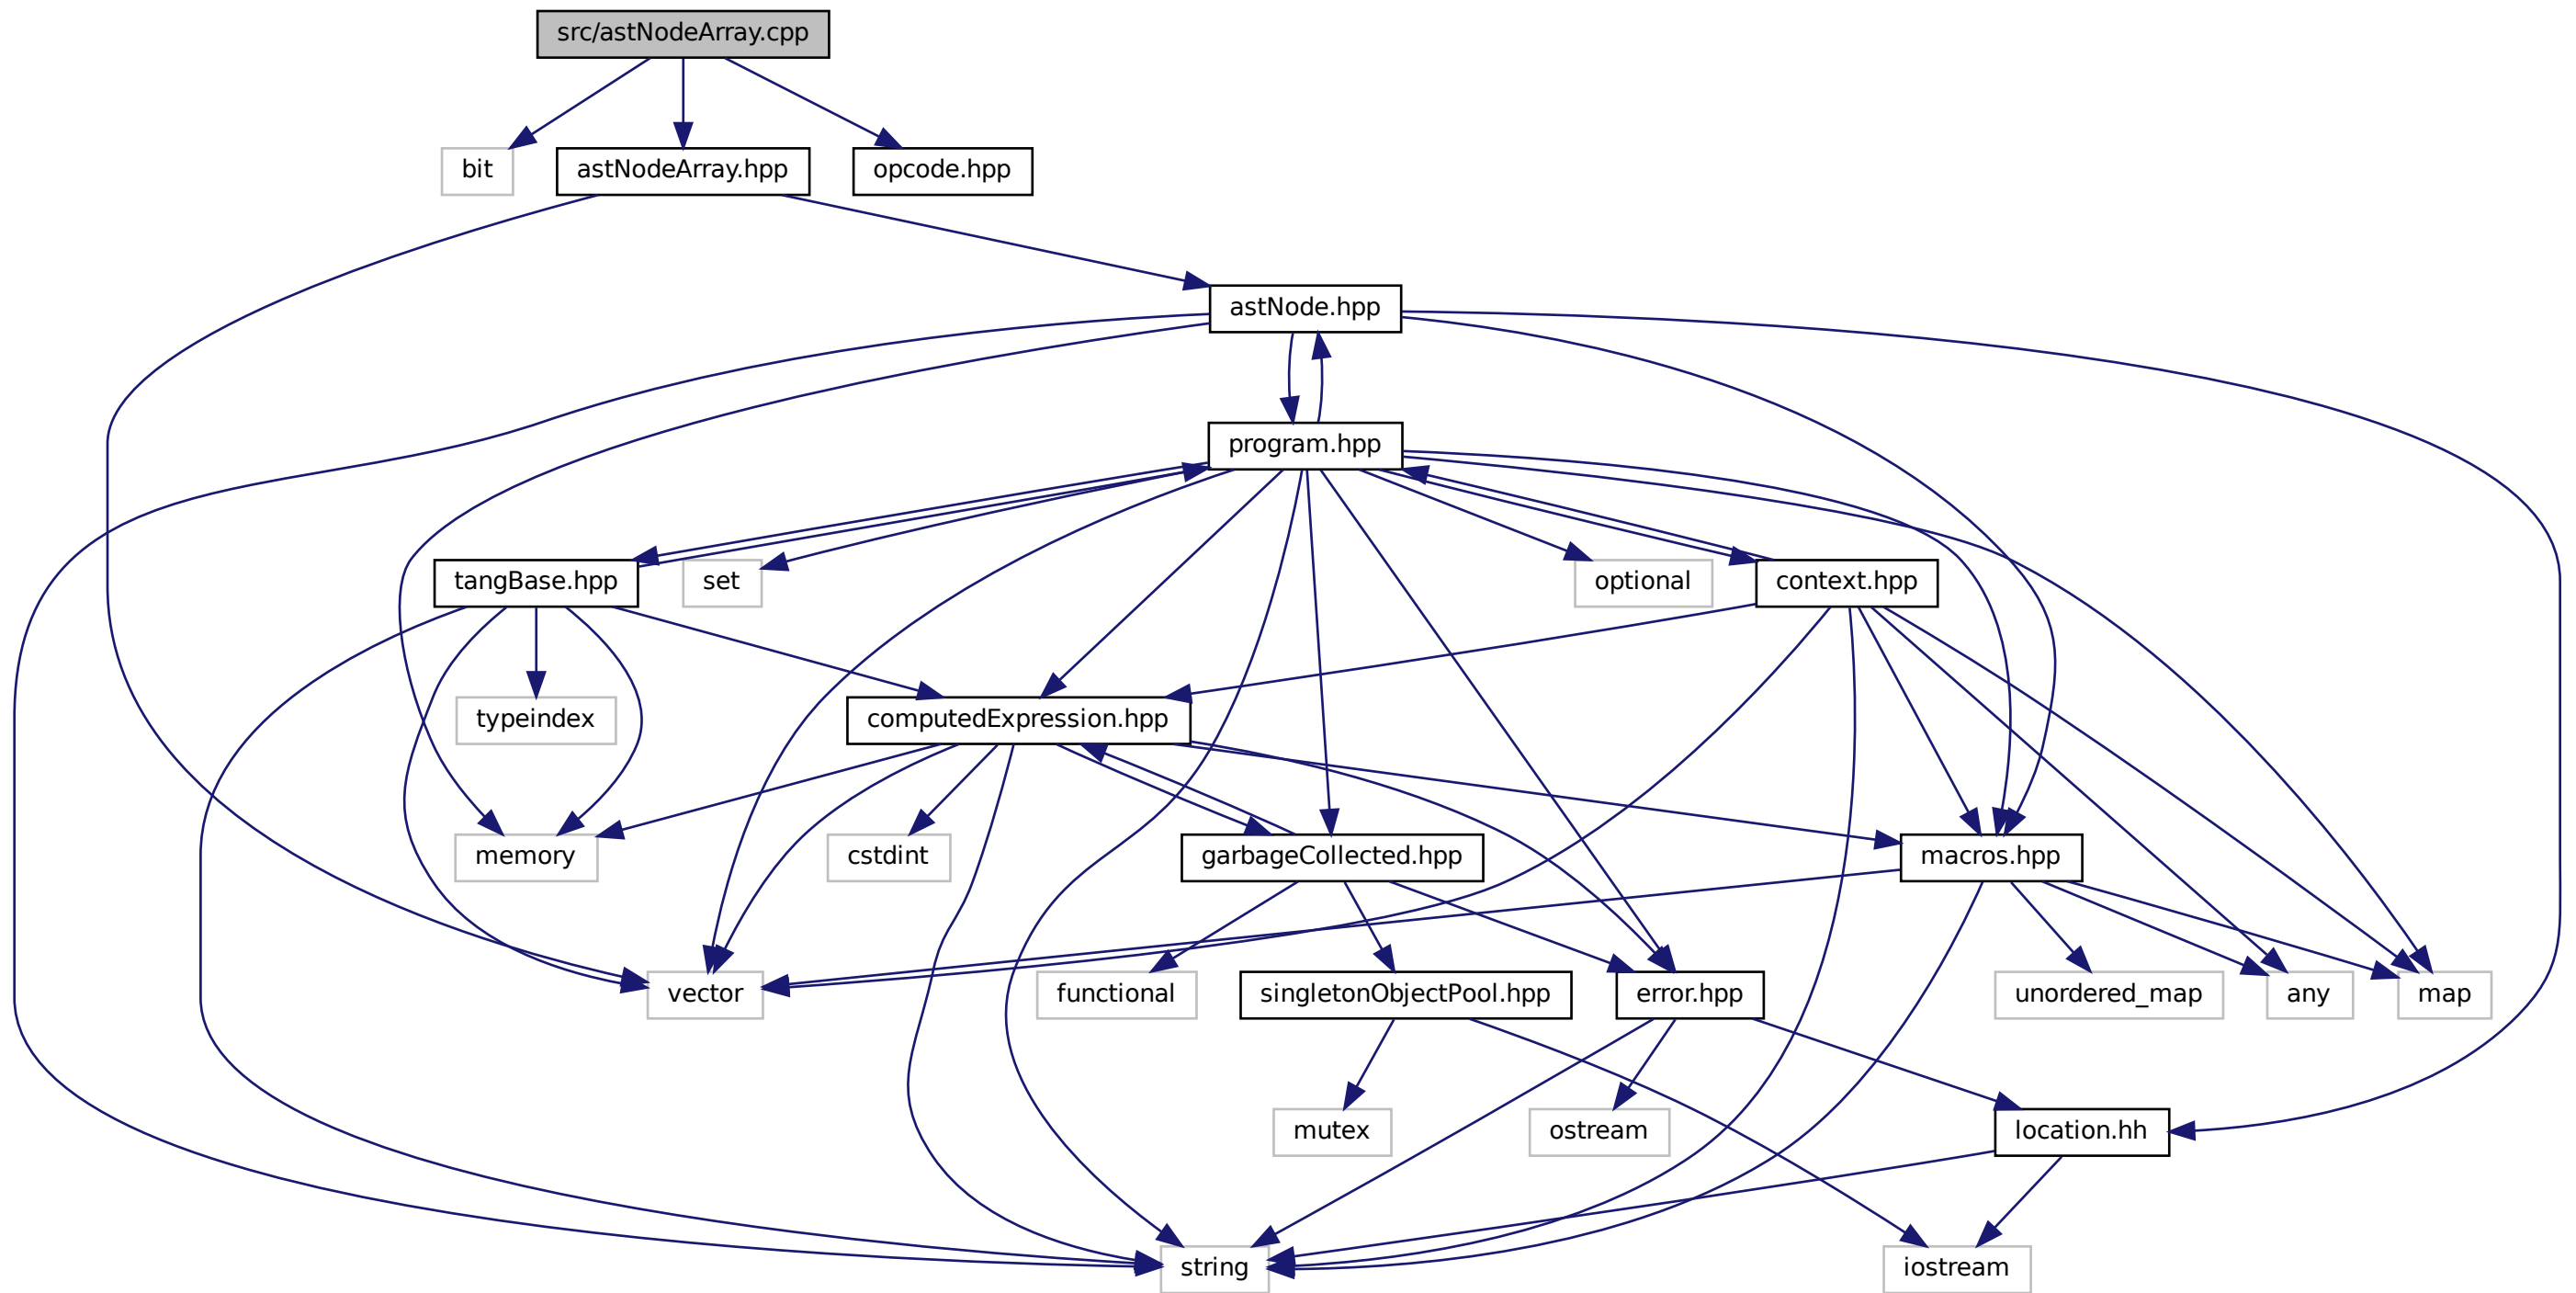 src/astNodeArray.cpp
bit
astNodeArray.hpp
opcode.hpp
astNode.hpp
program.hpp
tangBase.hpp
set
optional
context.hpp
typeindex
computedExpression.hpp
memory
cstdint
garbageCollected.hpp
macros.hpp
vector
functional
singletonObjectPool.hpp
error.hpp
unordered_map
any
map
mutex
ostream
location.hh
string
iostream